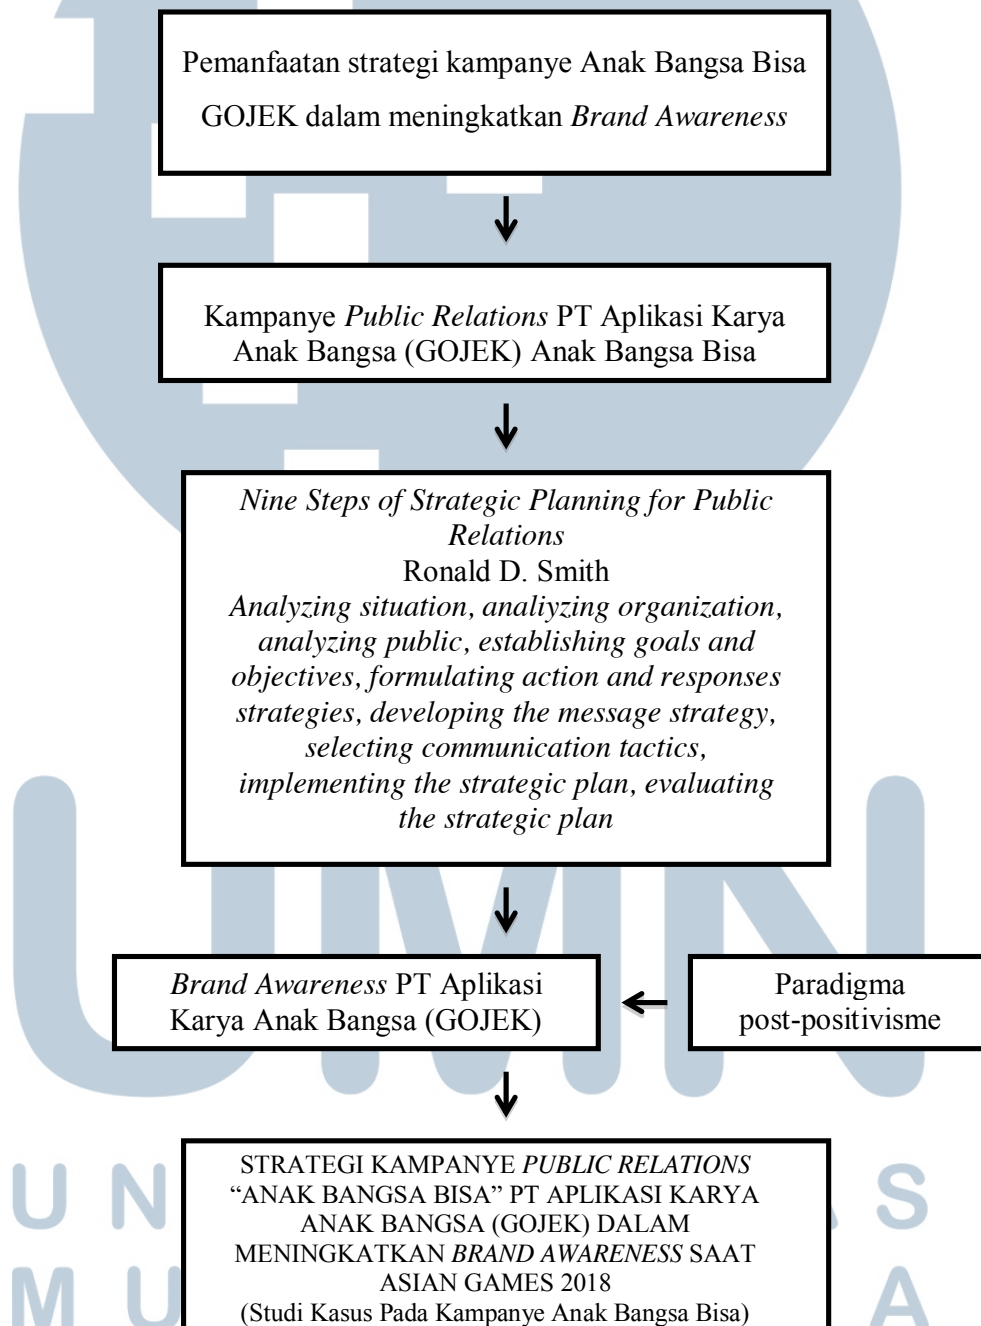 Pemanfaatan strategi kampanye Anak Bangsa Bisa
GOJEK dalam meningkatkan Brand Awareness
Kampanye Public Relations PT Aplikasi Karya
Anak Bangsa (GOJEK) Anak Bangsa Bisa
Nine Steps of Strategic Planning for Public
Relations
Ronald D. Smith
Analyzing situation, analiyzing organization,
analyzing public, establishing goals and
objectives, formulating action and responses
strategies, developing the message strategy,
selecting communication tactics,
implementing the strategic plan, evaluating
the strategic plan
Brand Awareness PT Aplikasi
Karya Anak Bangsa (GOJEK)
Paradigma
post-positivisme
UMN
STRATEGI KAMPANYE PUBLIC RELATIONS
"ANAK BANGSA BISA" PT APLIKASI KARYA
ANAK BANGSA (GOJEK) DALAM
MENINGKATKAN BRAND AWARENESS SAAT
ASIAN GAMES 2018
(Studi Kasus Pada Kampanye Anak Bangsa Bisa)